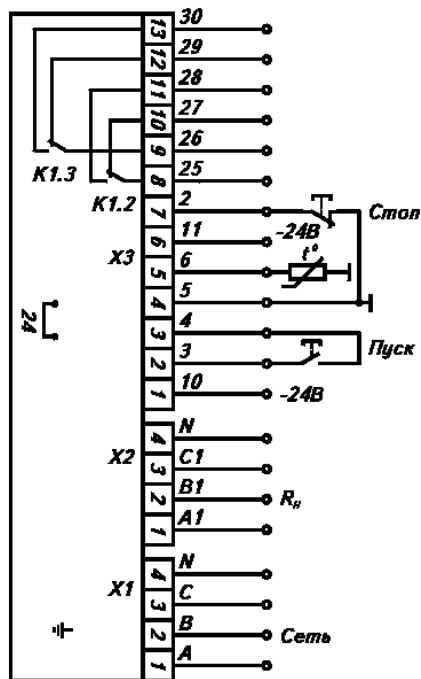 13 30
12 29
11 28
10 27
9 26
K1.3
8 25
K1.2
7 2 Стоп
6 11 -24В
X3
t°
5 6
4 5
3 4
Пуск
2 3
1 10 -24В
24
4 N
X2
3 C1
2 B1 Rн
1 A1
4 N
X1
3 C
2 B Сеть
1 A